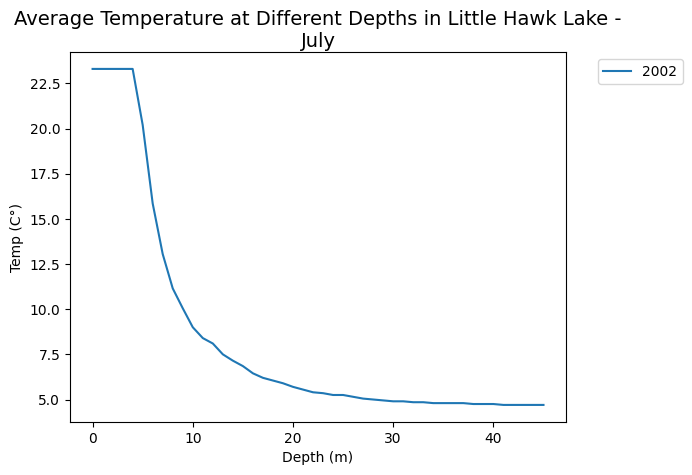 Average Temperature at Different Depths in Little Hawk Lake -
July
2002
22.5
20.0
17.5
15.0
12.5
10.0
7.5
5.0
Temp (C°)
0 10 20 30 40
Depth (m)